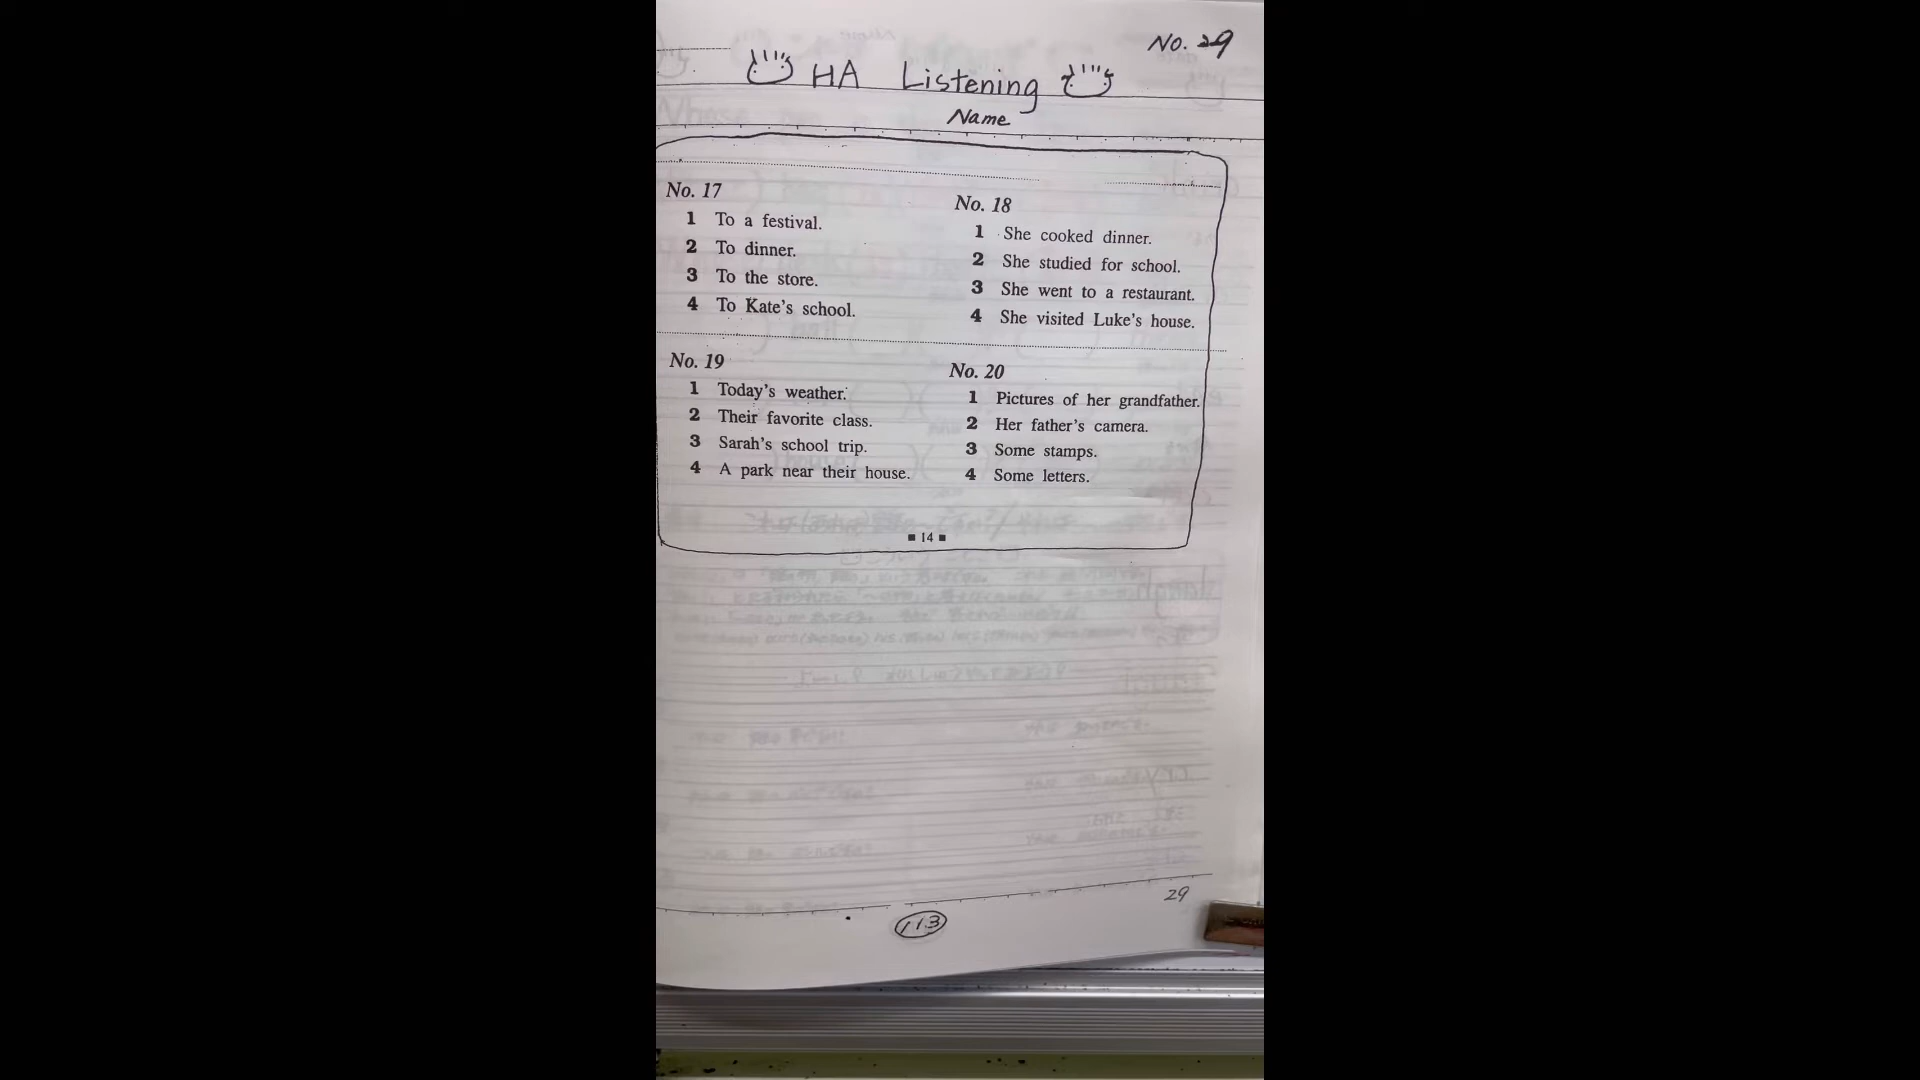 No. 29
HA Listening
Name
No. 17
1 To a festival.
2 To dinner.
3 To the store.
4 To Kate's school.
No. 18
1 She cooked dinner.
2 She studied for school.
3 She went to a restaurant.
4 She visited Luke's house.
No. 19
1 Today's weather.
2 Their favorite class.
3 Sarah's school trip.
4 A park near their house.
No. 20
1 Pictures of her grandfather.
2 Her father's camera.
3 Some stamps.
4 Some letters.
■ 14 ■
29
113